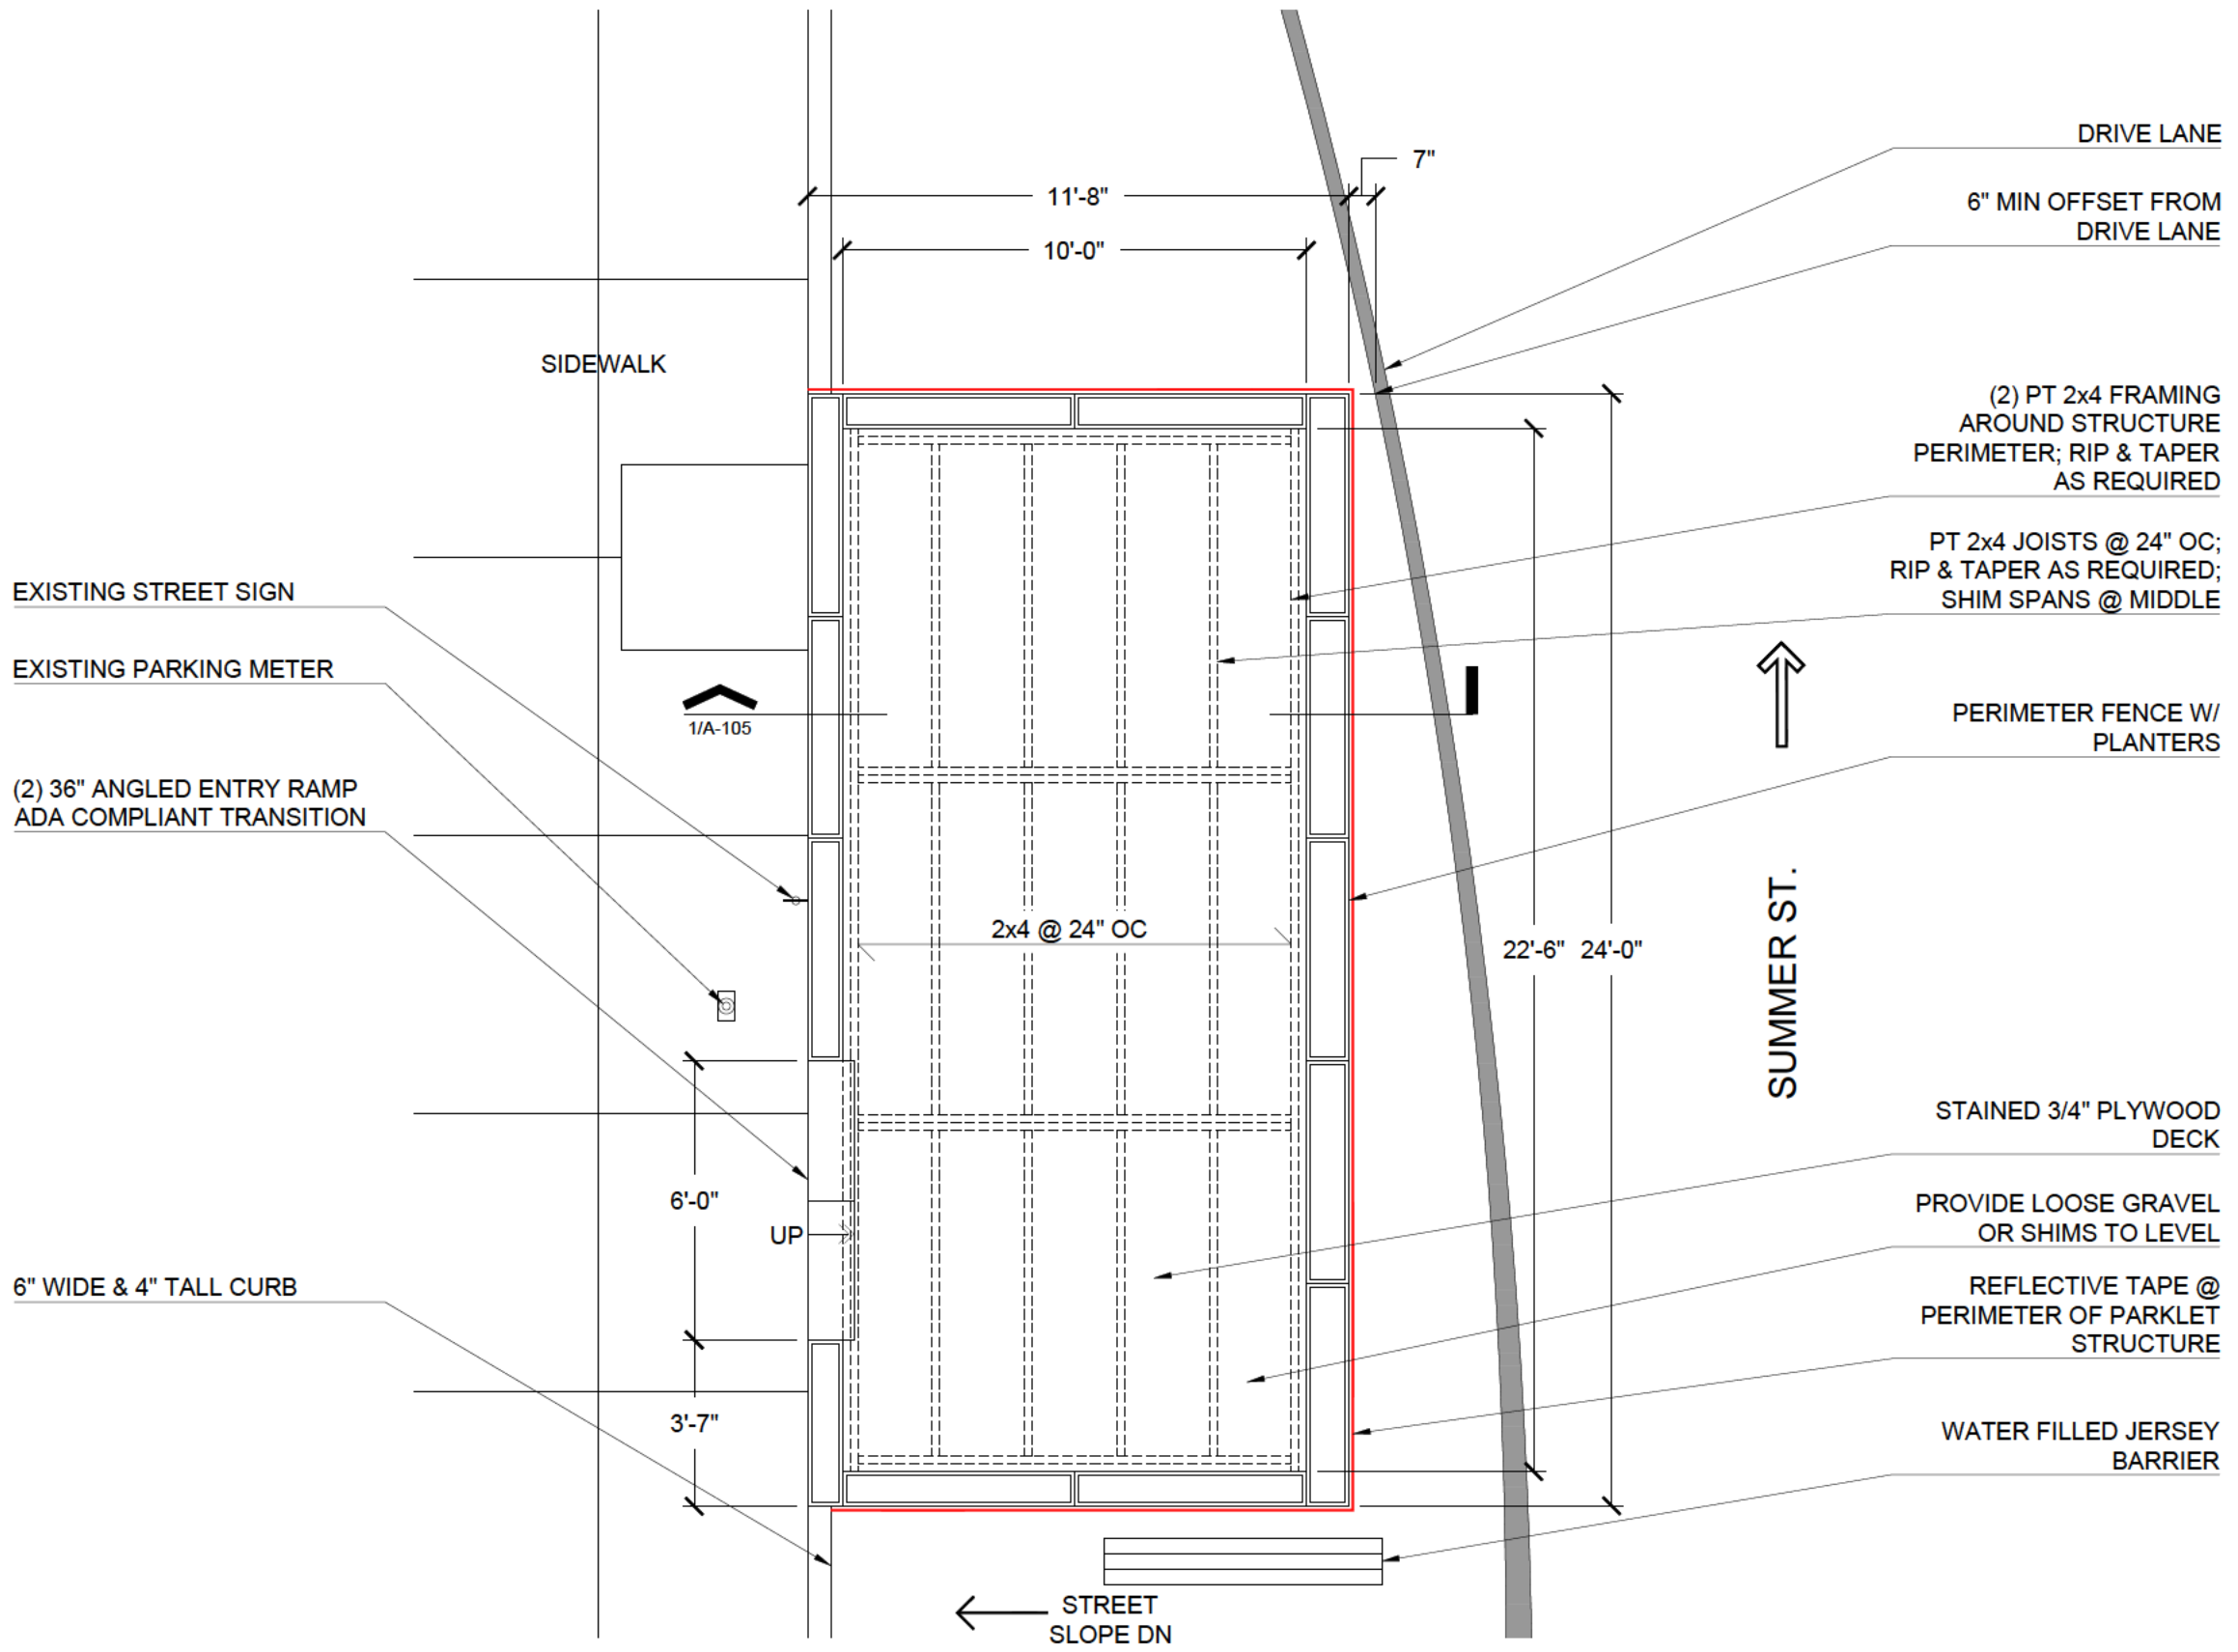 DRIVE LANE
7"
11'-8"
6" MIN OFFSET FROM
DRIVE LANE
10'-0"
SIDEWALK
(2) PT 2x4 FRAMING
AROUND STRUCTURE
PERIMETER; RIP & TAPER
AS REQUIRED
PT 2x4 JOISTS @ 24" OC;
RIP & TAPER AS REQUIRED;
SHIM SPANS @ MIDDLE
EXISTING STREET SIGN
EXISTING PARKING METER
1/A-105
PERIMETER FENCE W/
PLANTERS
(2) 36" ANGLED ENTRY RAMP
ADA COMPLIANT TRANSITION
2x4 @ 24" OC
22'-6"
24'-0"
SUMMER ST.
STAINED 3/4" PLYWOOD
DECK
6'-0"
UP
PROVIDE LOOSE GRAVEL
OR SHIMS TO LEVEL
6" WIDE & 4" TALL CURB
REFLECTIVE TAPE @
PERIMETER OF PARKLET
STRUCTURE
3'-7"
WATER FILLED JERSEY
BARRIER
STREET
SLOPE DN